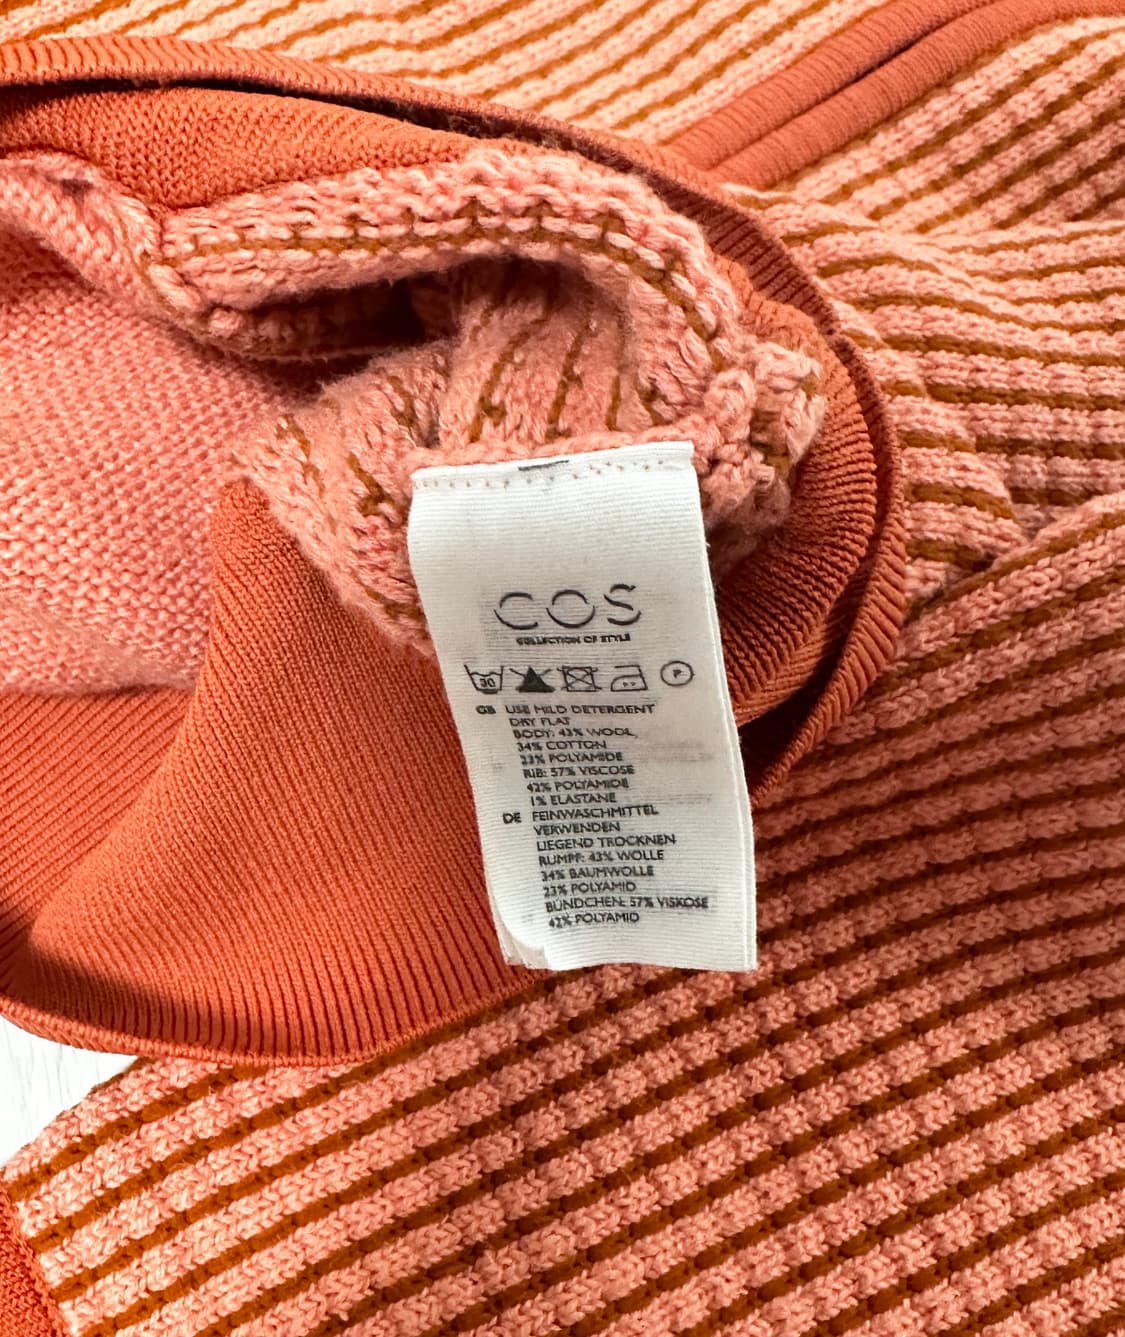 COS
COLLECTION OF STYLE
30
P
GB USE MILD DETERGENT
DRY FLAT
BODY: 43% WOOL,
34% COTTON
23% POLYAMIDE
RIB: 57% VISCOSE
42% POLYAMIDE
1% ELASTANE
DE FEINWASCHMITTEL
VERWENDEN
LIEGEND TROCKNEN
RUMPF: 43% WOLLE
34% BAUMWOLLE
23% POLYAMID
BÜNDCHEN: 57% VISKOSE
42% POLYAMID